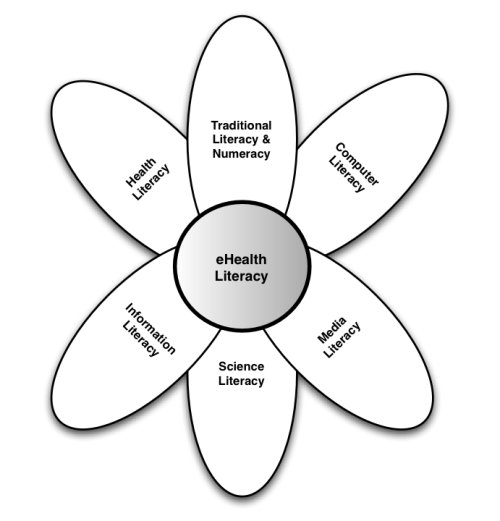 Traditional
Literacy &
Numeracy
Health
Literacy
Computer
Literacy
eHealth
Literacy
Information
Literacy
Media
Literacy
Science
Literacy